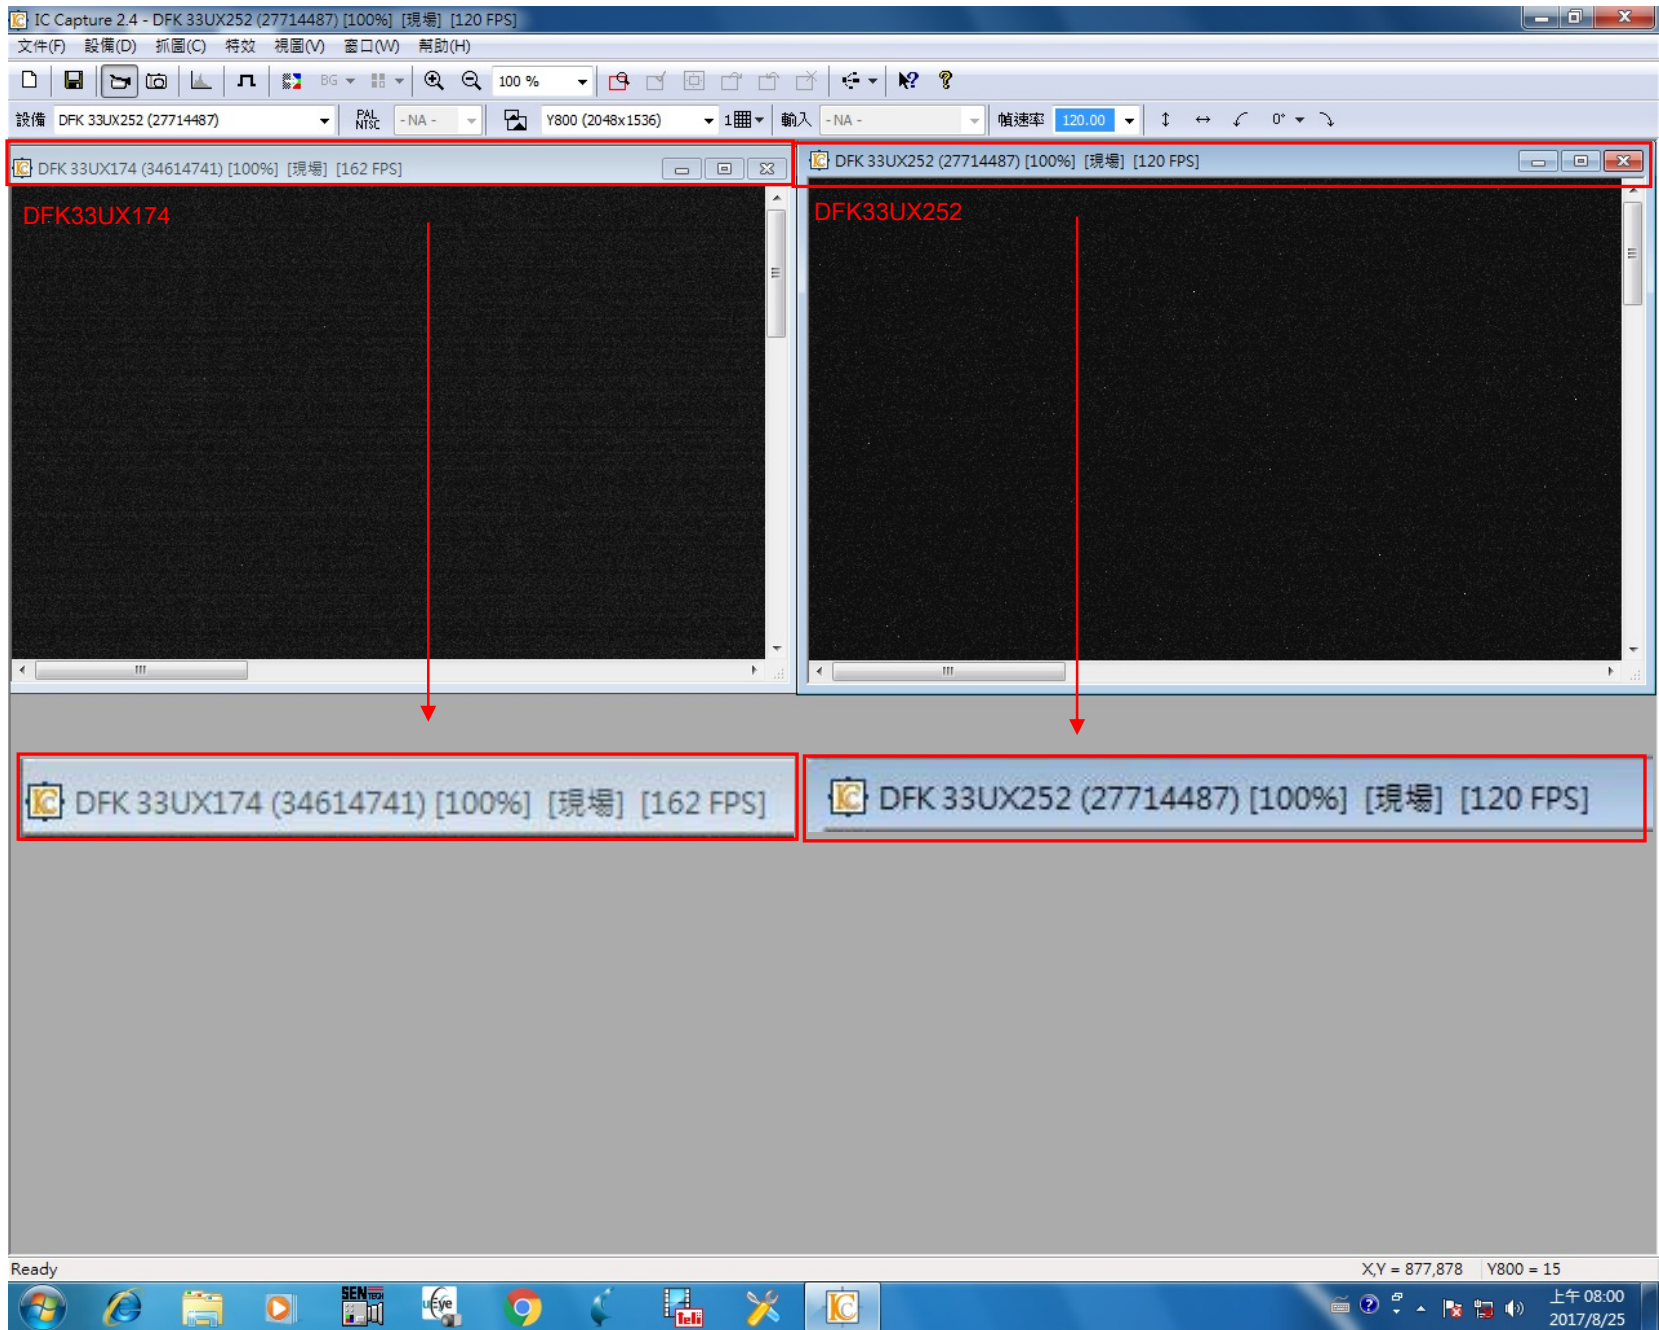 IC Capture 2.4 - DFK 33UX252 (27714487) [100%] [現場] [120 FPS]
文件(F) 設備(D) 抓圖(C) 特效 視圖(V) 窗口(W) 幫助(H)
BG 100 %
設備 DFK 33UX252 (27714487) PAL NTSC - NA - Y800 (2048x1536) 1 輸入 - NA - 幀速率 120.00 0°
DFK 33UX174 (34614741) [100%] [現場] [162 FPS]
DFK 33UX252 (27714487) [100%] [現場] [120 FPS]
DFK33UX174
DFK33UX252
DFK 33UX174 (34614741) [100%] [現場] [162 FPS]
DFK 33UX252 (27714487) [100%] [現場] [120 FPS]
Ready X,Y = 877,878 Y800 = 15
SENTECH uEye Teli IC
上午 08:00
2017/8/25